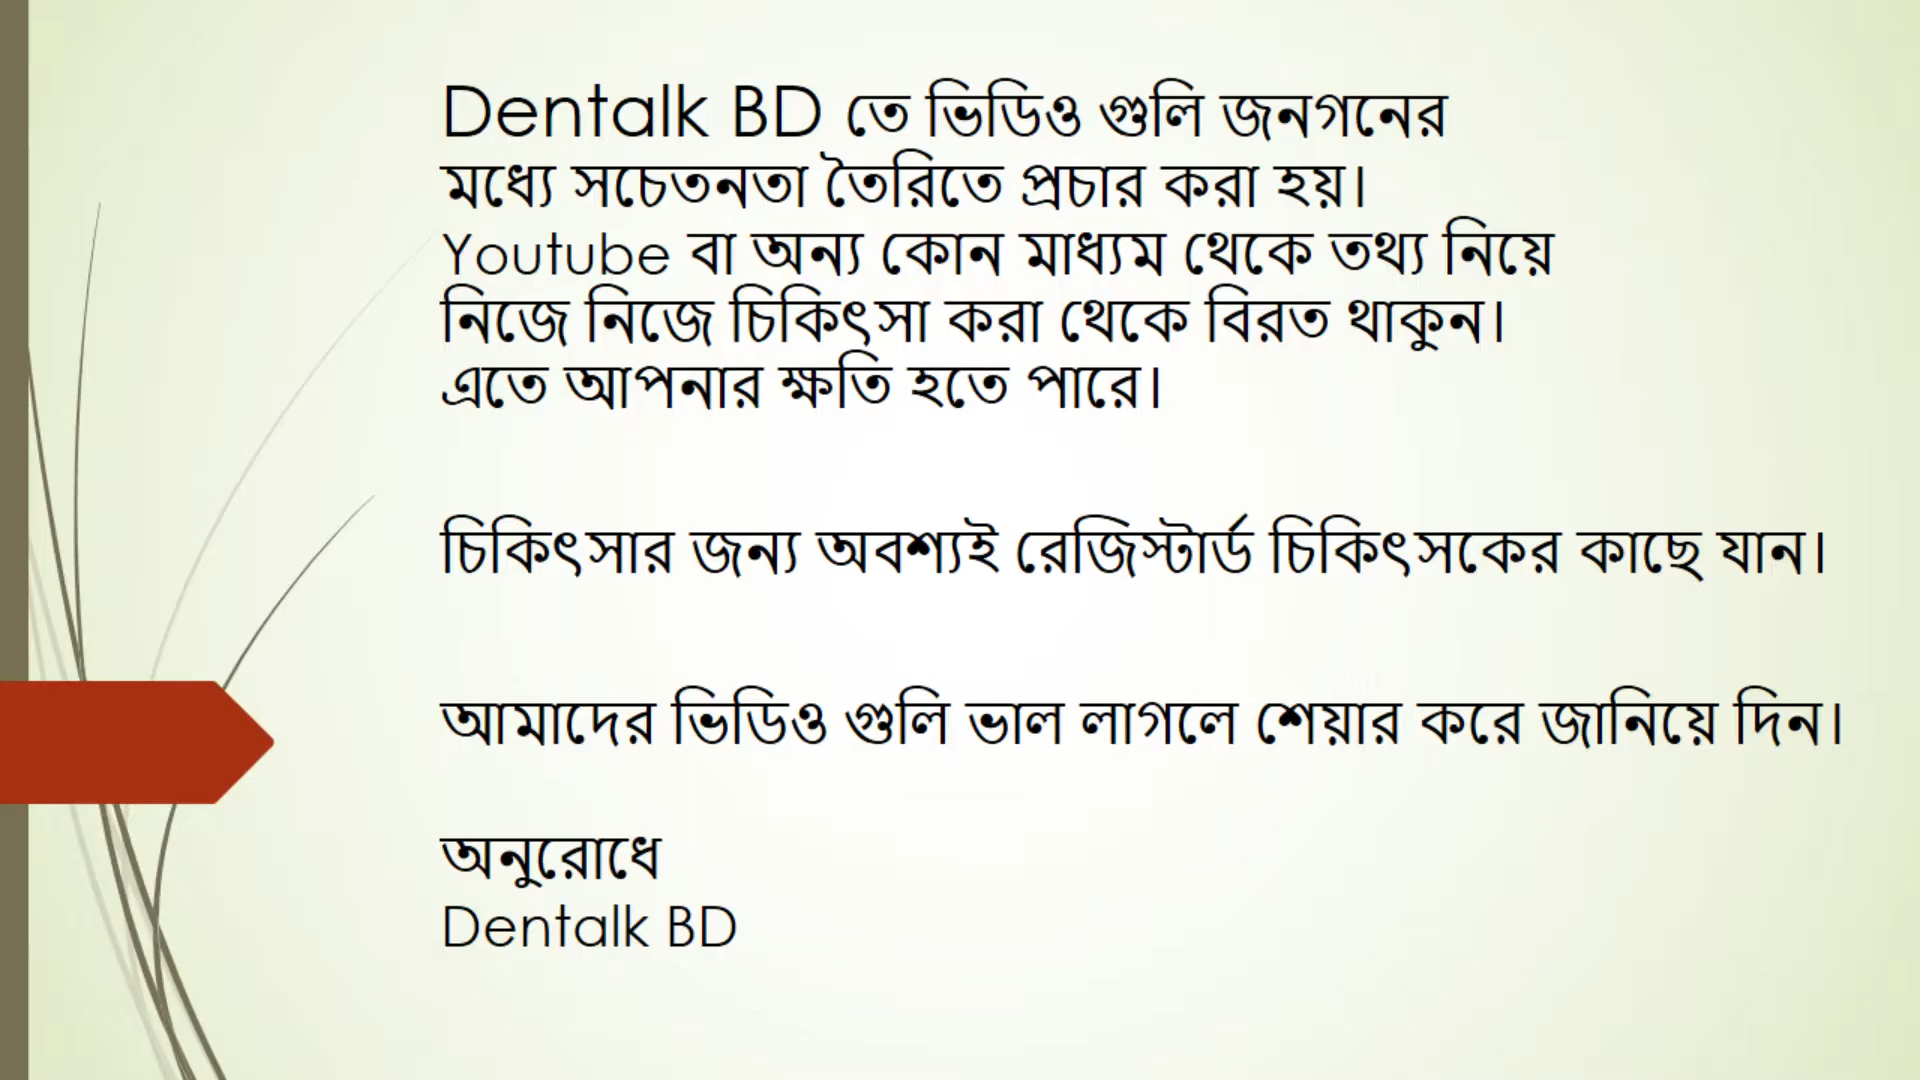 Dentalk BD তে ভিডিও গুলি জনগনের
মধ্যে সচেতনতা তৈরিতে প্রচার করা হয়।
Youtube বা অন্য কোন মাধ্যম থেকে তথ্য নিয়ে
নিজে নিজে চিকিৎসা করা থেকে বিরত থাকুন।
এতে আপনার ক্ষতি হতে পারে।
চিকিৎসার জন্য অবশ্যই রেজিস্টার্ড চিকিৎসকের কাছে যান।
আমাদের ভিডিও গুলি ভাল লাগলে শেয়ার করে জানিয়ে দিন।
অনুরোধে
Dentalk BD